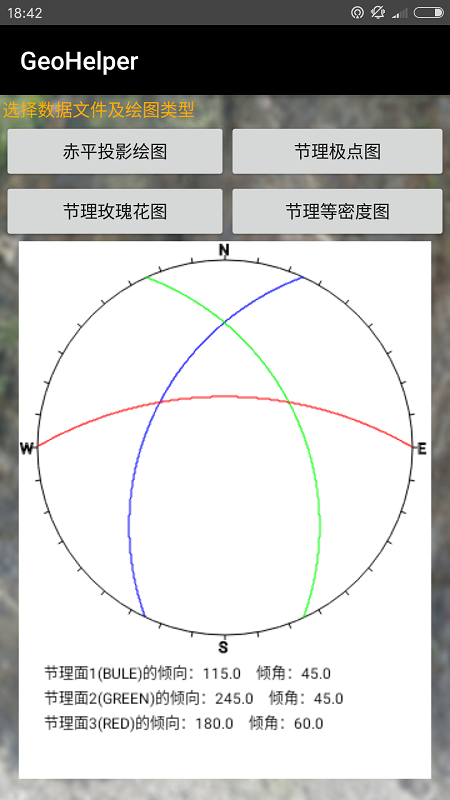 18:42
GeoHelper
选择数据文件及绘图类型
赤平投影绘图
节理极点图
节理玫瑰花图
节理等密度图
N
W
E
S
节理面1(BULE)的倾向：115.0 倾角：45.0
节理面2(GREEN)的倾向：245.0 倾角：45.0
节理面3(RED)的倾向：180.0 倾角：60.0